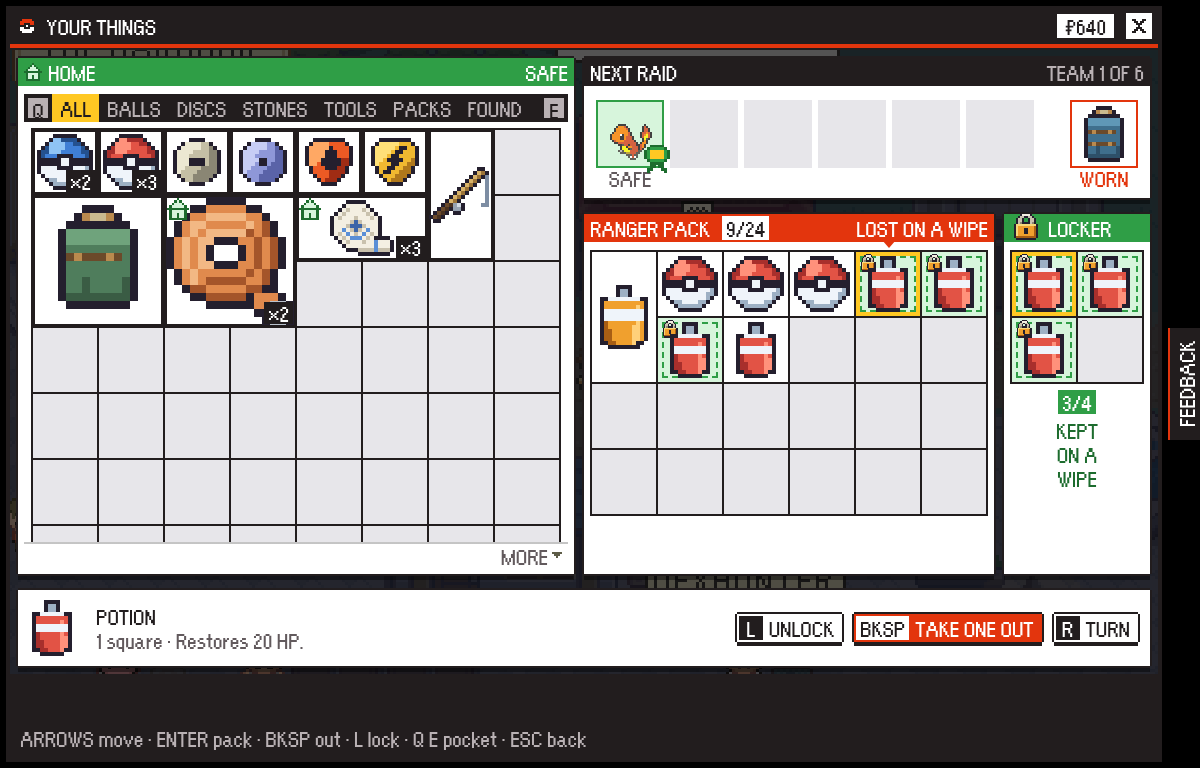 YOUR THINGS
₽640 X
HOME SAFE
Q ALL BALLS DISCS STONES TOOLS PACKS FOUND E
×2 ×3
×3
×2
MORE
NEXT RAID TEAM 1 OF 6
SAFE
WORN
RANGER PACK 9/24 LOST ON A WIPE
LOCKER
3/4
KEPT
ON A
WIPE
FEEDBACK
POTION
1 square · Restores 20 HP.
L UNLOCK BKSP TAKE ONE OUT R TURN
ARROWS move · ENTER pack · BKSP out · L lock · Q E pocket · ESC back